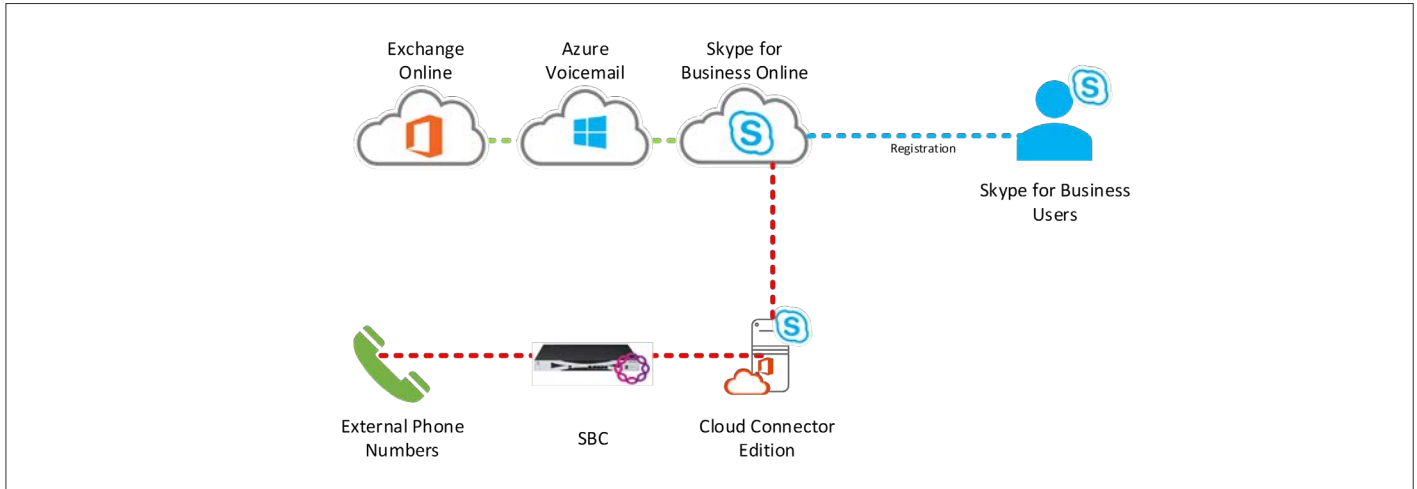 Exchange
Online
Azure
Voicemail
Skype for
Business Online
Registration
Skype for Business
Users
External Phone
Numbers
SBC
Cloud Connector
Edition